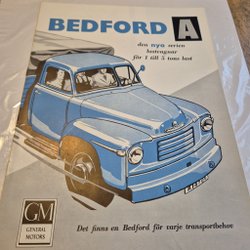 BEDFORD A
den nya serien
lastvagnar
för 1 till 5 tons last
GM
GENERAL
MOTORS
Det finns en Bedford för varje transportbehov